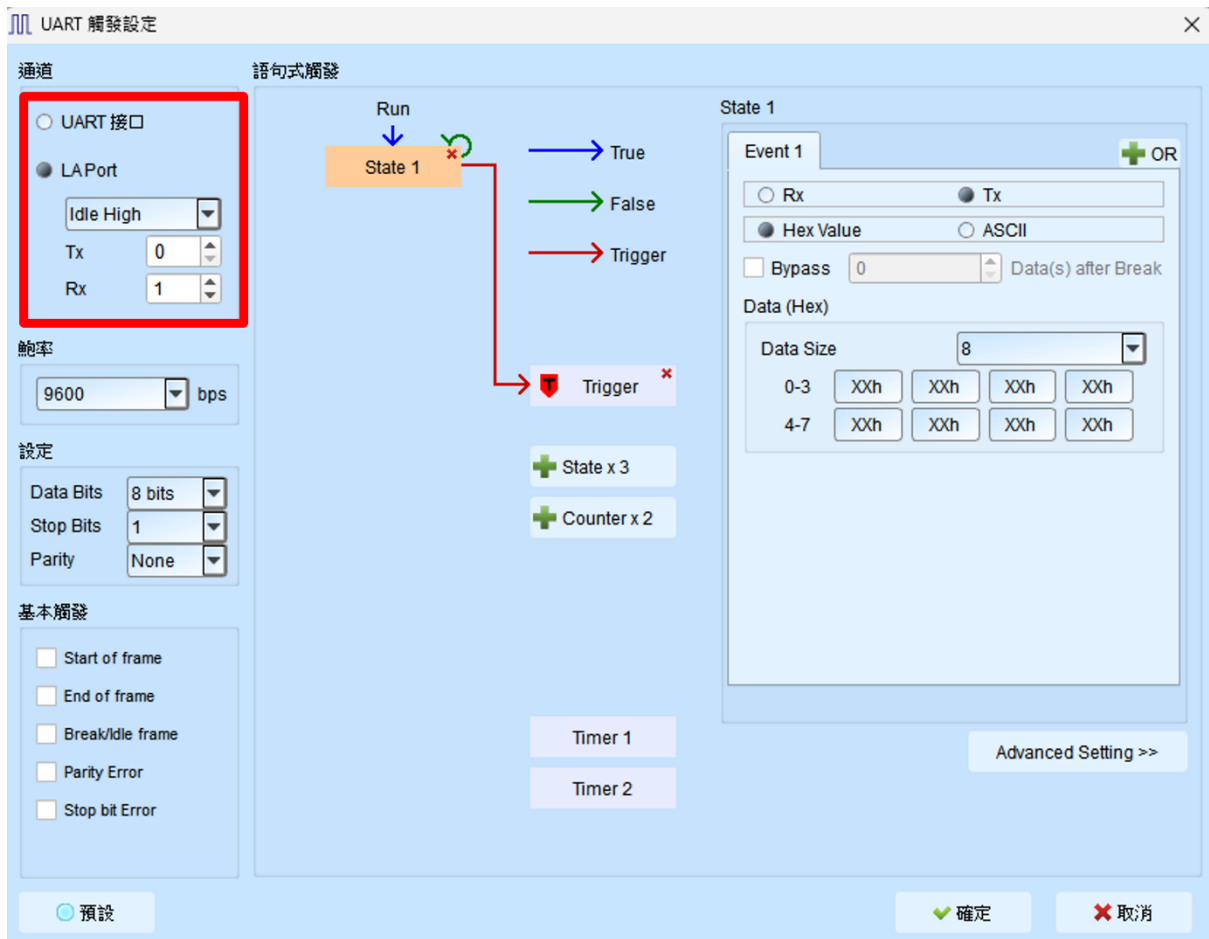 UART 觸發設定
通道
UART 接口
LA Port
Idle High
Tx 0
Rx 1
鮑率
9600 bps
設定
Data Bits 8 bits
Stop Bits 1
Parity None
基本觸發
Start of frame
End of frame
Break/Idle frame
Parity Error
Stop bit Error
預設
語句式觸發
Run
State 1
True
False
Trigger
T Trigger
State x 3
Counter x 2
Timer 1
Timer 2
State 1
Event 1 OR
Rx Tx
Hex Value ASCII
Bypass 0 Data(s) after Break
Data (Hex)
Data Size 8
0-3 XXh XXh XXh XXh
4-7 XXh XXh XXh XXh
Advanced Setting >>
確定 取消